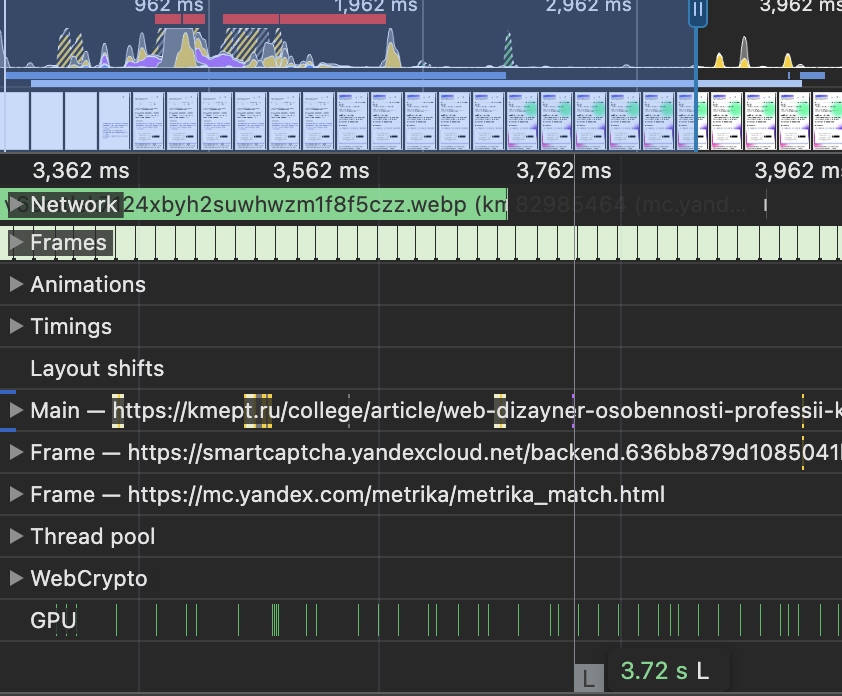 962 ms 1,962 ms 2,962 ms 3,962 ms
3,362 ms 3,562 ms 3,762 ms 3,962 ms
Network 24xbyh2suwhwzm1f8f5czz.webp (km 82985464 (mc.yand...
Frames
Animations
Timings
Layout shifts
Main — https://kmept.ru/college/article/web-dizayner-osobennosti-professii-k
Frame — https://smartcaptcha.yandexcloud.net/backend.636bb879d1085041
Frame — https://mc.yandex.com/metrika/metrika_match.html
Thread pool
WebCrypto
GPU
L 3.72 s L